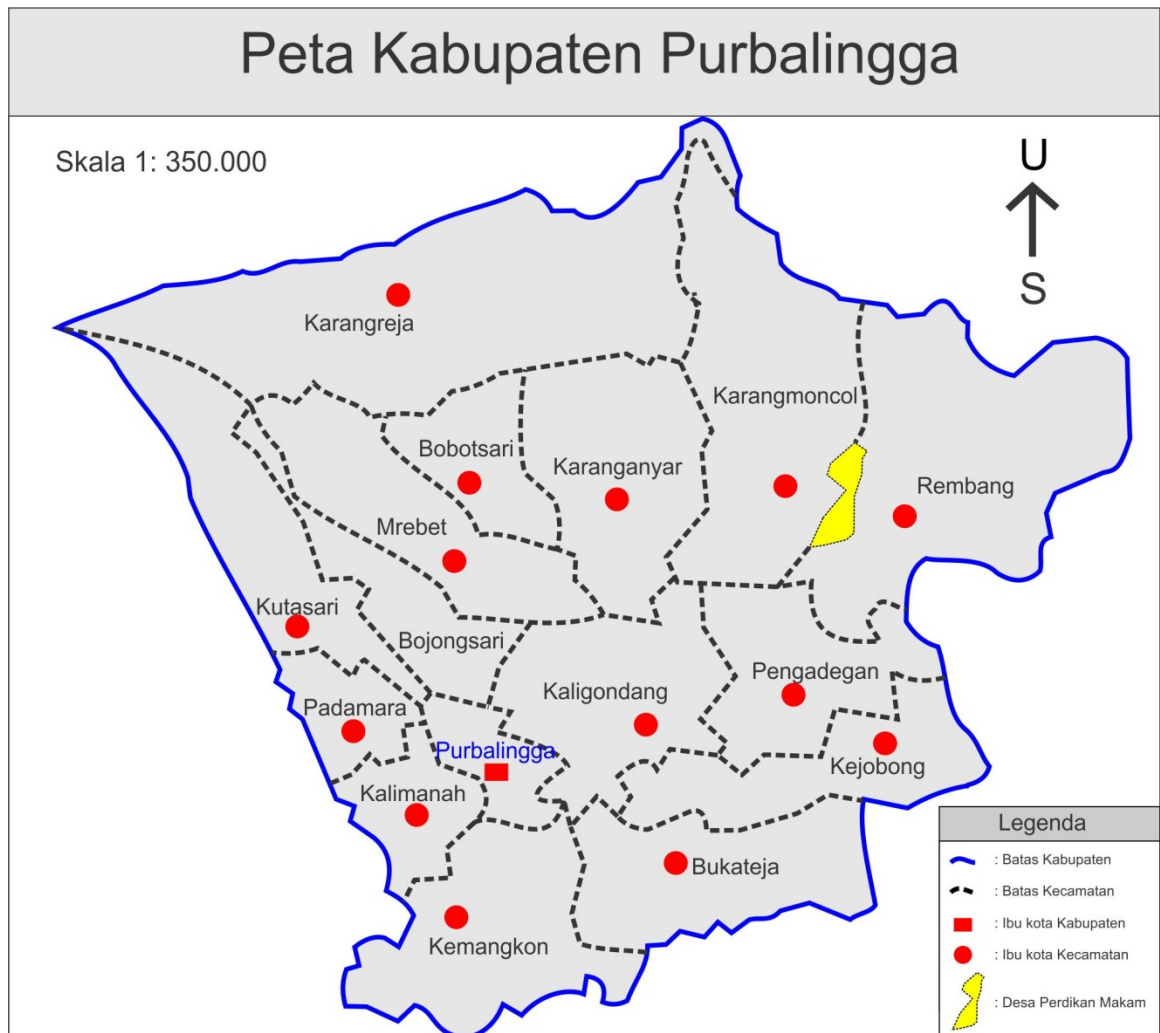 Peta Kabupaten Purbalingga
Skala 1: 350.000
U
S
Karangreja
Karangmoncol
Bobotsari
Karanganyar
Rembang
Mrebet
Kutasari
Bojongsari
Pengadegan
Kaligondang
Padamara
Purbalingga
Kejobong
Kalimanah
Bukateja
Kemangkon
Legenda
: Batas Kabupaten
: Batas Kecamatan
: Ibu kota Kabupaten
: Ibu kota Kecamatan
: Desa Perdikan Makam